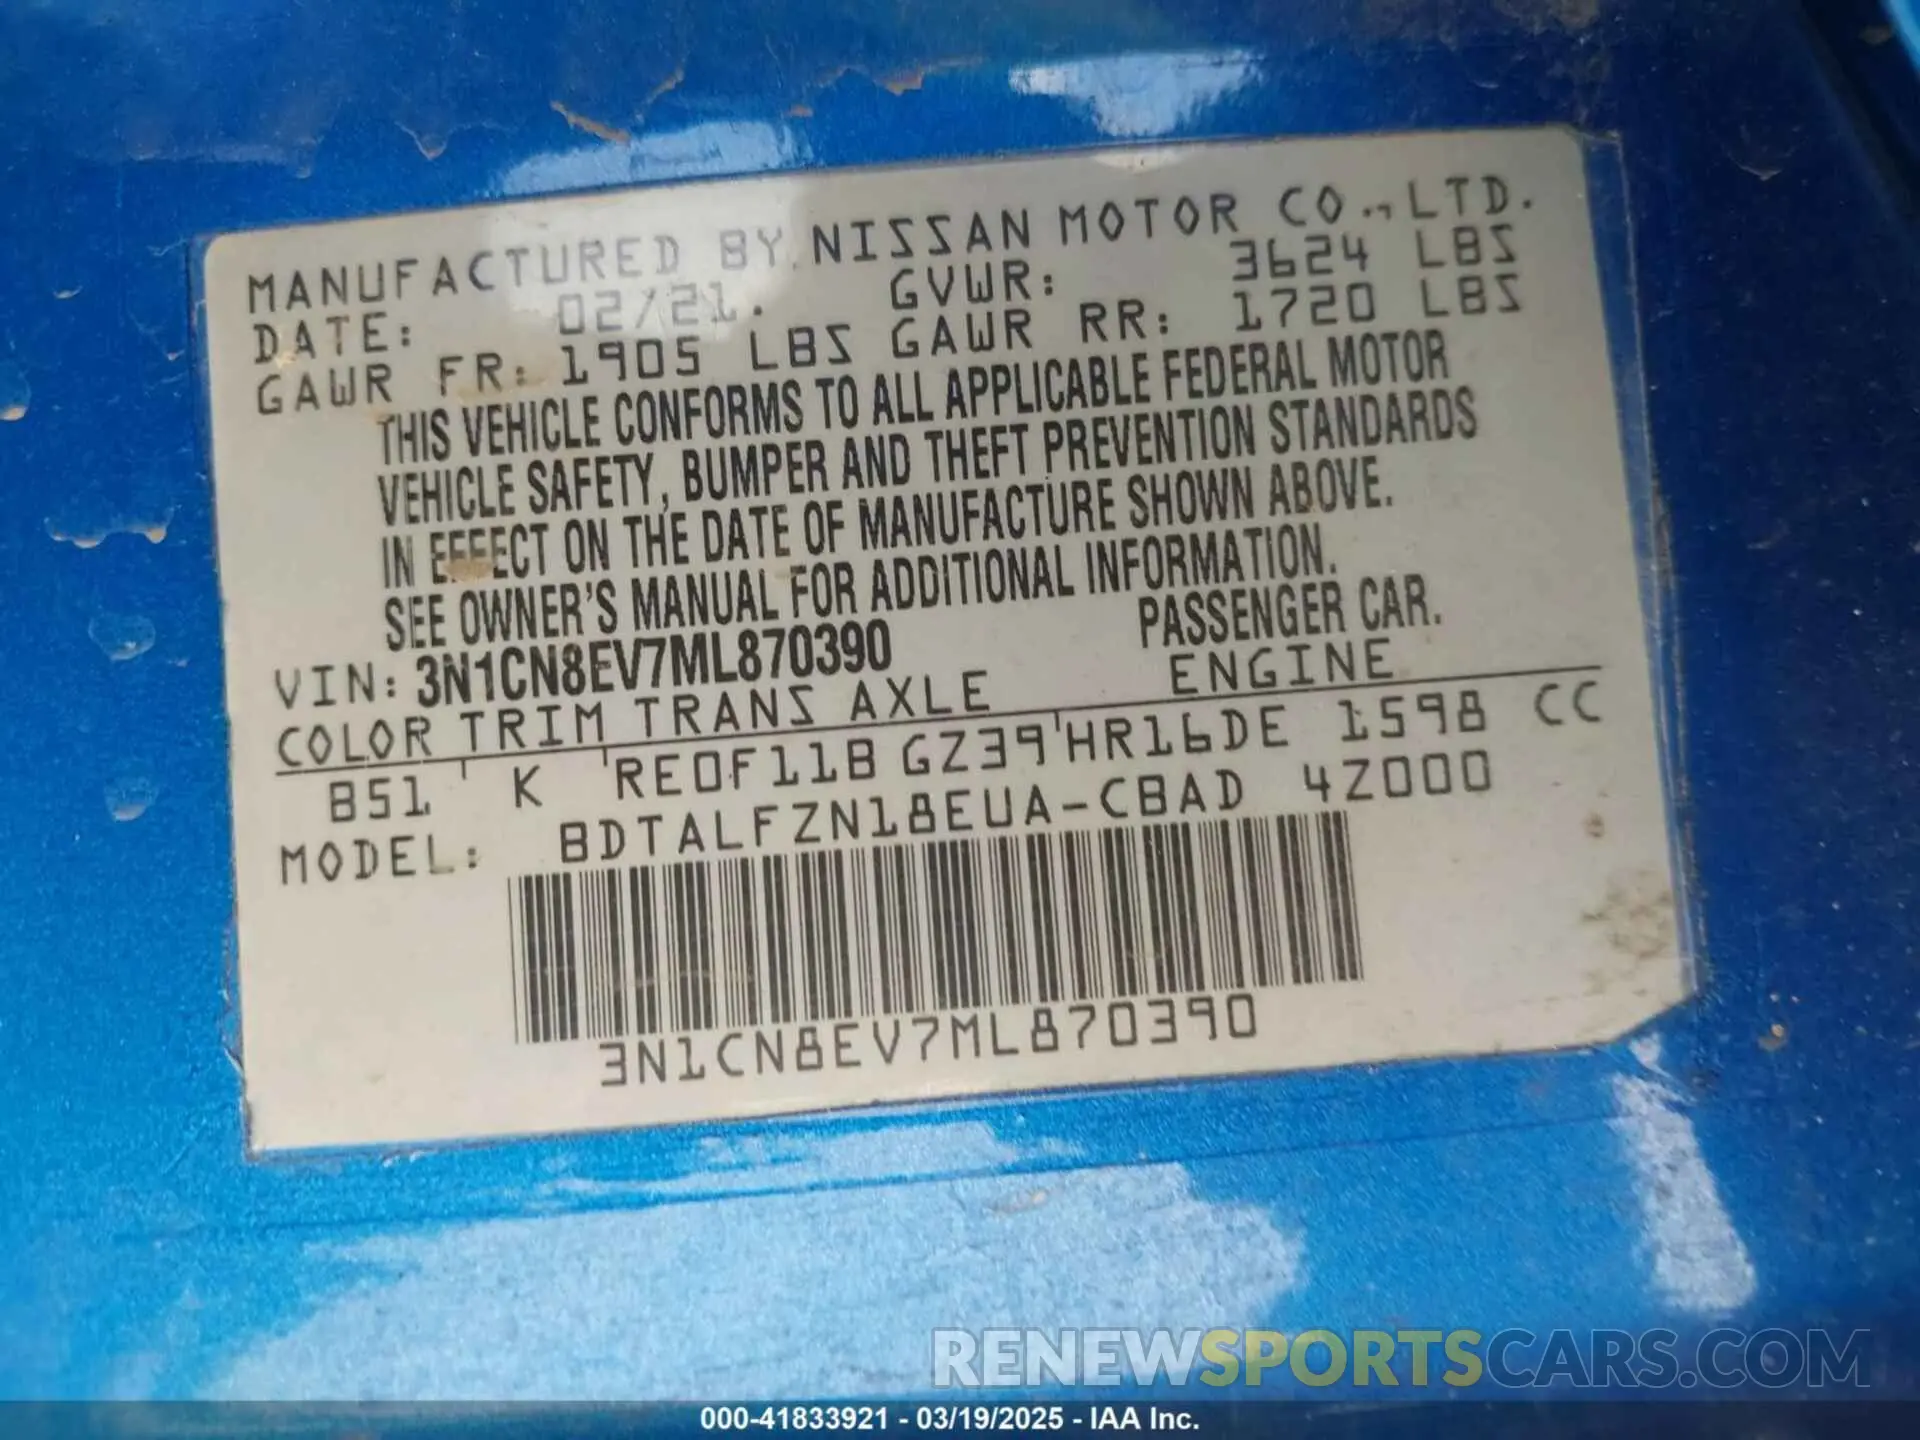 MANUFACTURED BY NISSAN MOTOR CO., LTD.
DATE: 02/21. GVWR: 3624 LBS
GAWR FR: 1905 LBS GAWR RR: 1720 LBS
THIS VEHICLE CONFORMS TO ALL APPLICABLE FEDERAL MOTOR
VEHICLE SAFETY, BUMPER AND THEFT PREVENTION STANDARDS
IN EFFECT ON THE DATE OF MANUFACTURE SHOWN ABOVE.
SEE OWNER'S MANUAL FOR ADDITIONAL INFORMATION.
VIN: 3N1CN8EV7ML870390 PASSENGER CAR.
COLOR TRIM TRANS AXLE ENGINE
B51 K RE0F11B GZ39 HR16DE 1598 CC
MODEL: BDTALFZN18EUA-CBAD 4Z000
3N1CN8EV7ML870390
RENEWSPORTSCARS.COM
000-41833921 - 03/19/2025 - IAA Inc.